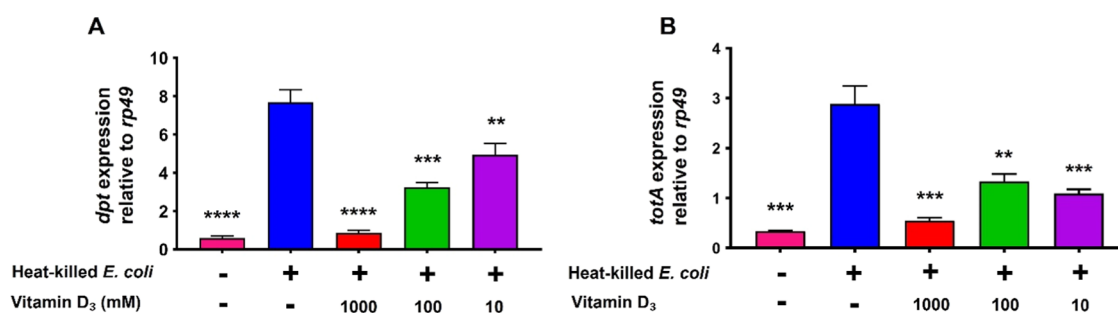 A
dpt expression
relative to rp49
10
8
6
4
2
0
****
****
***
**
Heat-killed E. coli - + + + +
Vitamin D₃ (mM) - - 1000 100 10
B
totA expression
relative to rp49
4
3
2
1
0
***
***
**
***
Heat-killed E. coli - + + + +
Vitamin D₃ - - 1000 100 10